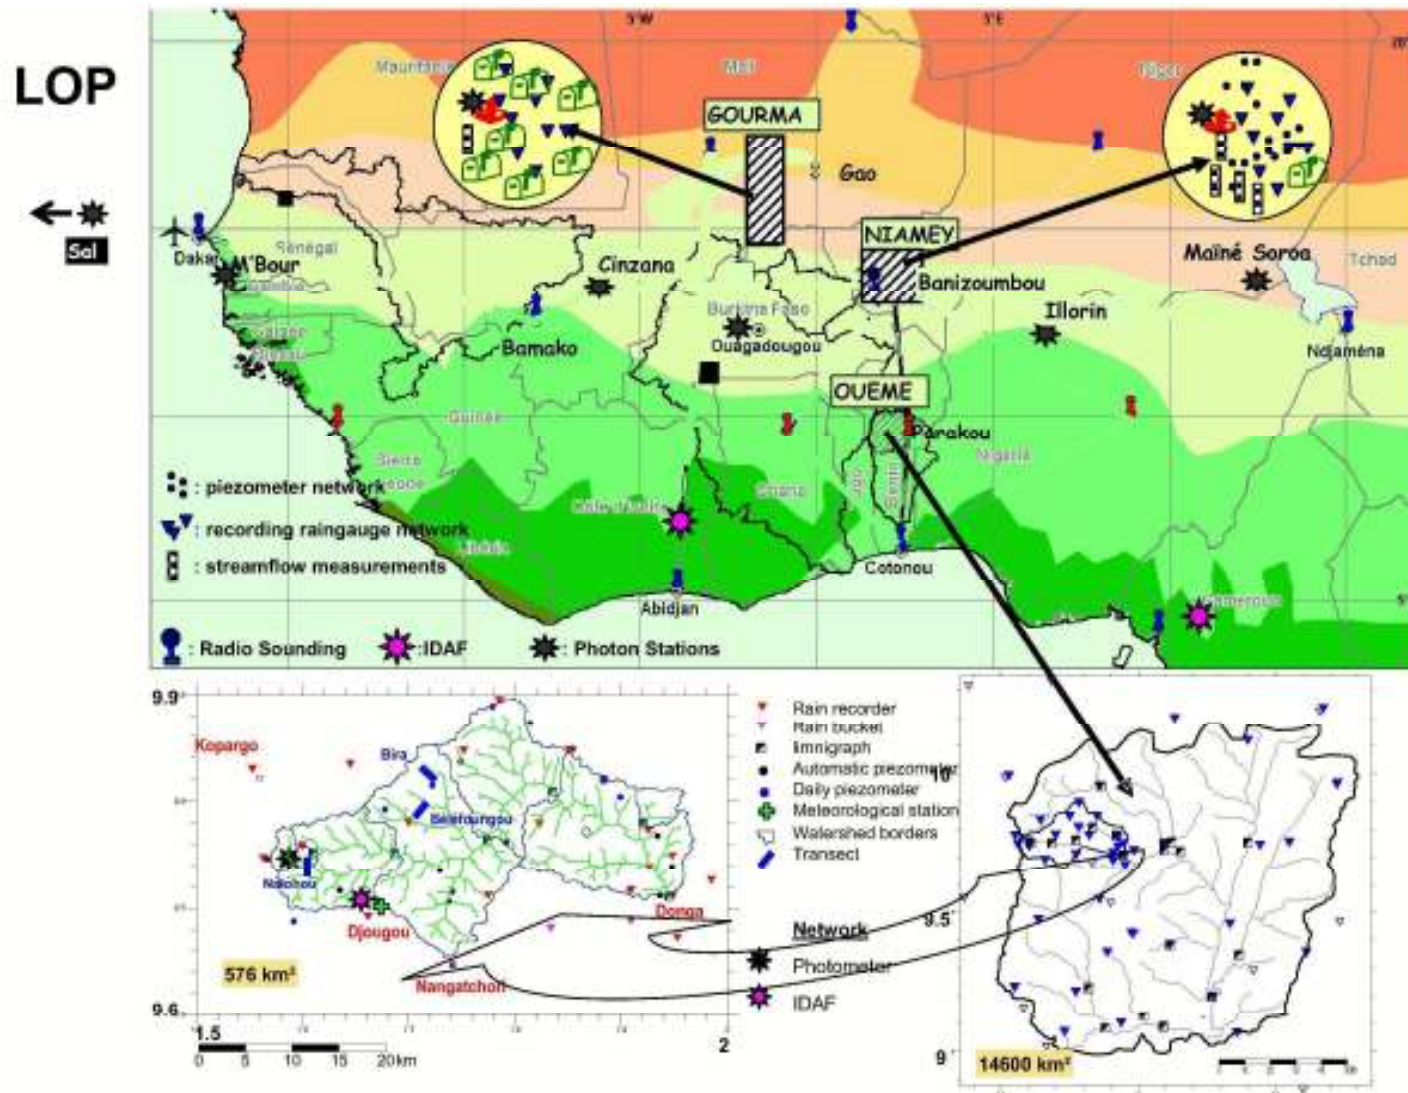 LOP
5°W
5°E
Mauritanie
Mali
Niger
GOURMA
Gao
Sal
NIAMEY
Dakar
M'Bour
Sénégal
Cinzana
Banizoumbou
Maïné Soroa
Tchad
Burkina Faso
Ouagadougou
Illorin
Bamako
Ndjaména
OUEME
Guinée
Parakou
Nigeria
Sierra
Ghana
Benin
: piezometer network
: recording raingauge network
: streamflow measurements
Cotonou
Abidjan
Cameroun
: Radio Sounding
:IDAF
: Photon Stations
9.9°
Kopargo
Bira
Belefoungou
Nalohou
Djougou
Donga
Nangatchori
576 km²
9.6
1.5
2
0 5 10 15 20km
Rain recorder
Rain bucket
limnigraph
Automatic piezometer
Daily piezometer
Meteorological station
Watershed borders
Transect
Network
Photometer
IDAF
10
9.5
9
14600 km²